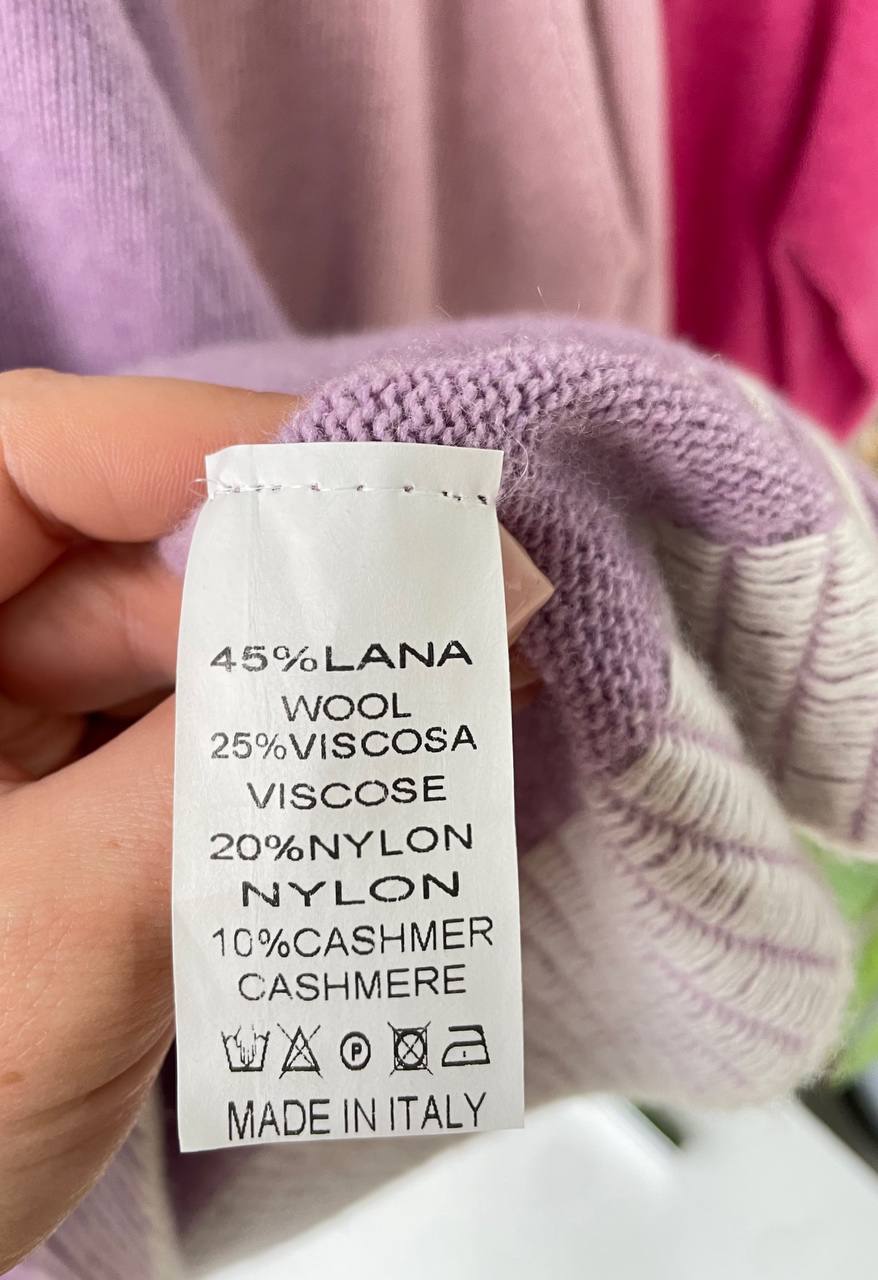 45%LANA
WOOL
25%VISCOSA
VISCOSE
20%NYLON
NYLON
10%CASHMER
CASHMERE
P
MADE IN ITALY